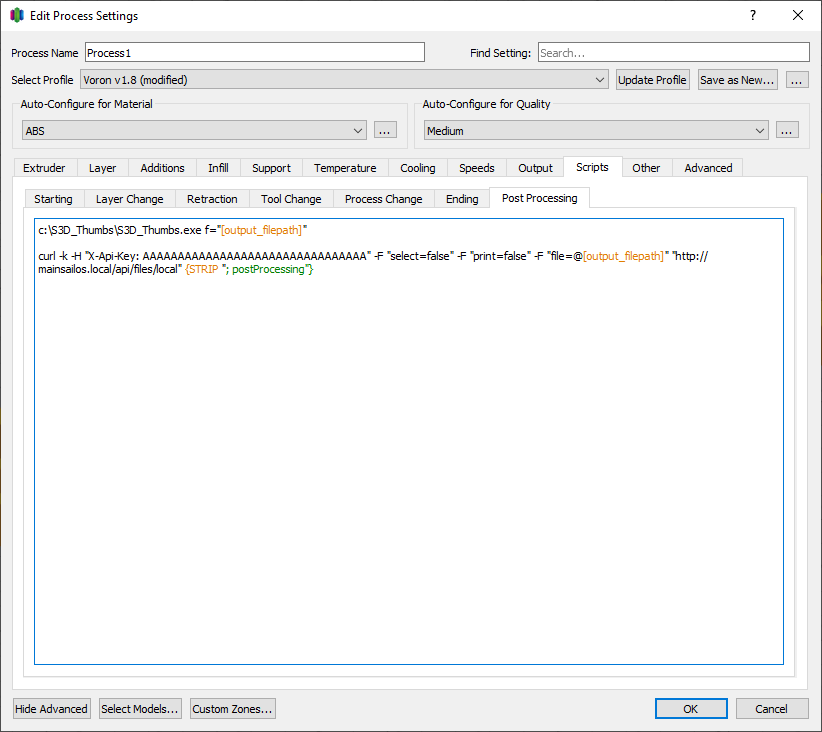 Edit Process Settings
Process Name Process1 Find Setting: Search...
Select Profile Voron v1.8 (modified) Update Profile Save as New... ...
Auto-Configure for Material Auto-Configure for Quality
ABS ... Medium ...
Extruder Layer Additions Infill Support Temperature Cooling Speeds Output Scripts Other Advanced
Starting Layer Change Retraction Tool Change Process Change Ending Post Processing
c:\S3D_Thumbs\S3D_Thumbs.exe f="[output_filepath]"
curl -k -H "X-Api-Key: AAAAAAAAAAAAAAAAAAAAAAAAAAAAAAAA" -F "select=false" -F "print=false" -F "file=@[output_filepath]" "http://
mainsailos.local/api/files/local" {STRIP "; postProcessing"}
Hide Advanced Select Models... Custom Zones... OK Cancel